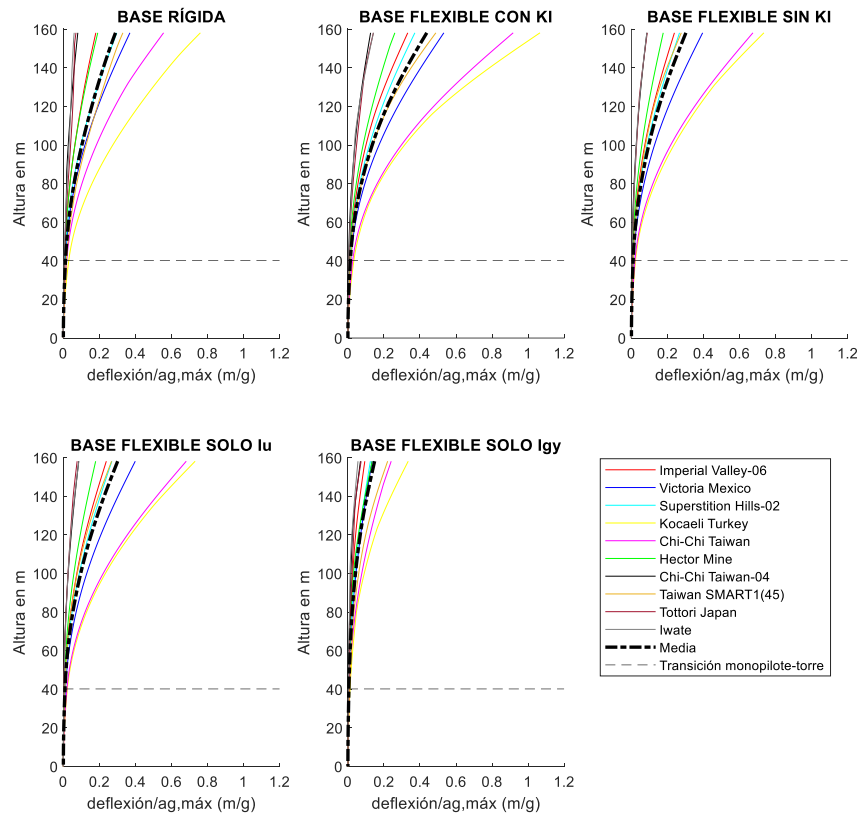 BASE RÍGIDA
160
140
120
100
80
60
40
20
0
Altura en m
0
0.2
0.4
0.6
0.8
1
1.2
deflexión/ag,máx (m/g)
BASE FLEXIBLE CON KI
160
140
120
100
80
60
40
20
0
Altura en m
0
0.2
0.4
0.6
0.8
1
1.2
deflexión/ag,máx (m/g)
BASE FLEXIBLE SIN KI
160
140
120
100
80
60
40
20
0
Altura en m
0
0.2
0.4
0.6
0.8
1
1.2
deflexión/ag,máx (m/g)
BASE FLEXIBLE SOLO Iu
160
140
120
100
80
60
40
20
0
Altura en m
0
0.2
0.4
0.6
0.8
1
1.2
deflexión/ag,máx (m/g)
BASE FLEXIBLE SOLO Igy
160
140
120
100
80
60
40
20
0
Altura en m
0
0.2
0.4
0.6
0.8
1
1.2
deflexión/ag,máx (m/g)
Imperial Valley-06
Victoria Mexico
Superstition Hills-02
Kocaeli Turkey
Chi-Chi Taiwan
Hector Mine
Chi-Chi Taiwan-04
Taiwan SMART1(45)
Tottori Japan
Iwate
Media
Transición monopilote-torre